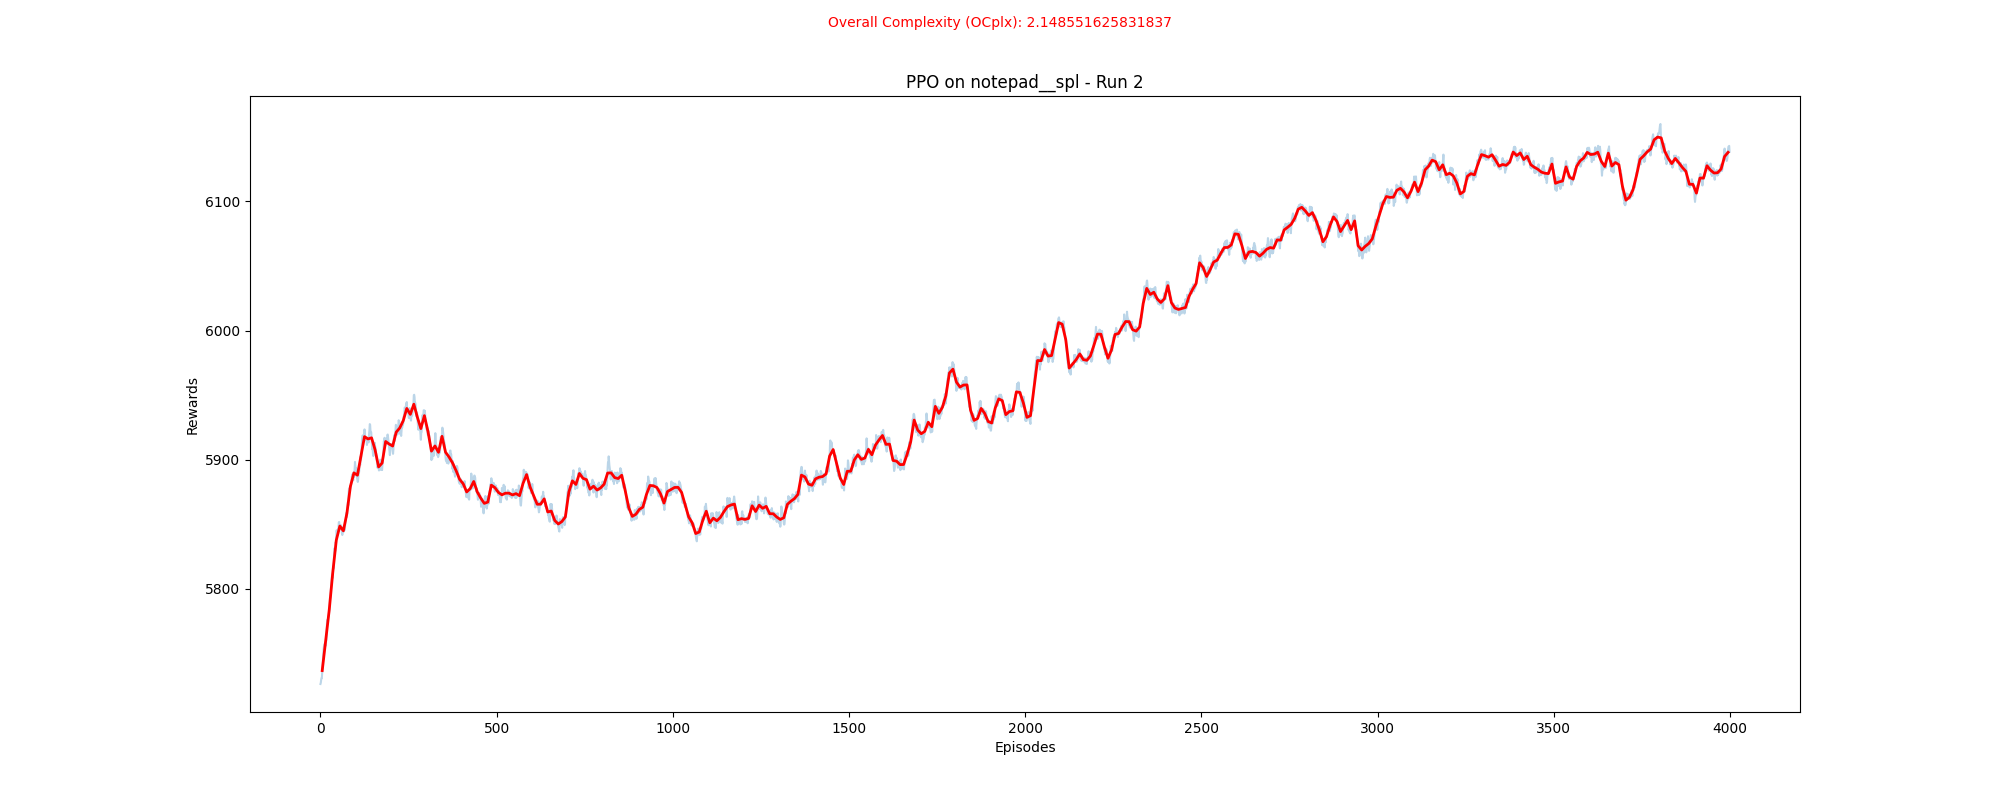 Overall Complexity (OCplx): 2.148551625831837
PPO on notepad__spl - Run 2
Rewards
6100
6000
5900
5800
0 500 1000 1500 2000 2500 3000 3500 4000
Episodes